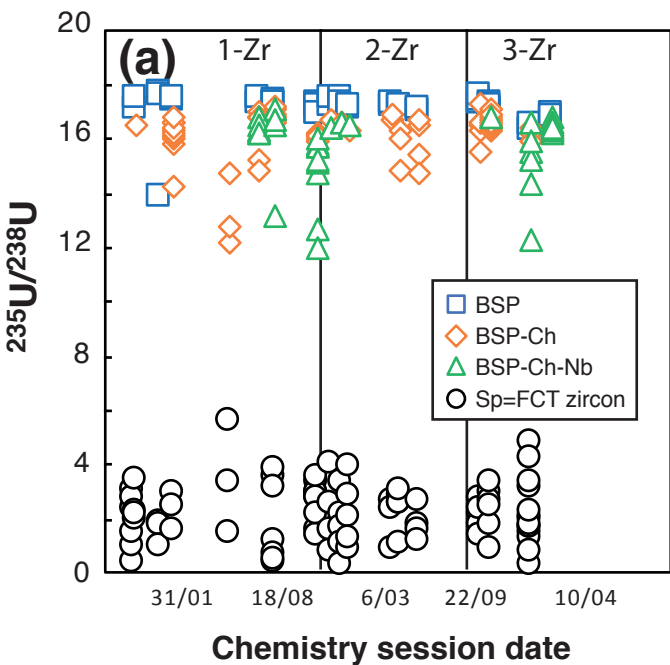 20
(a)
1-Zr
2-Zr
3-Zr
16
12
8
4
0
235U/238U
BSP
BSP-Ch
BSP-Ch-Nb
Sp=FCT zircon
31/01
18/08
6/03
22/09
10/04
Chemistry session date